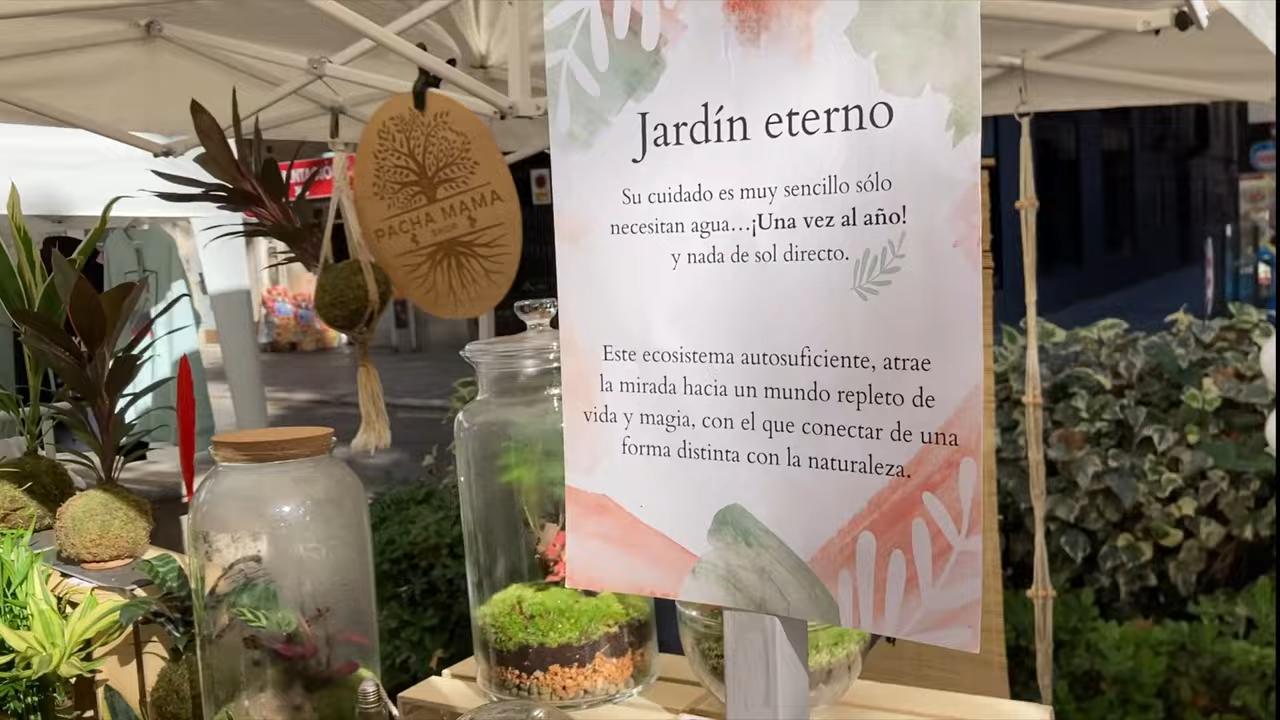 Jardín eterno
Su cuidado es muy sencillo sólo
necesitan agua...¡Una vez al año!
y nada de sol directo.
Este ecosistema autosuficiente, atrae
la mirada hacia un mundo repleto de
vida y magia, con el que conectar de una
forma distinta con la naturaleza.
PACHA MAMA
SHOP